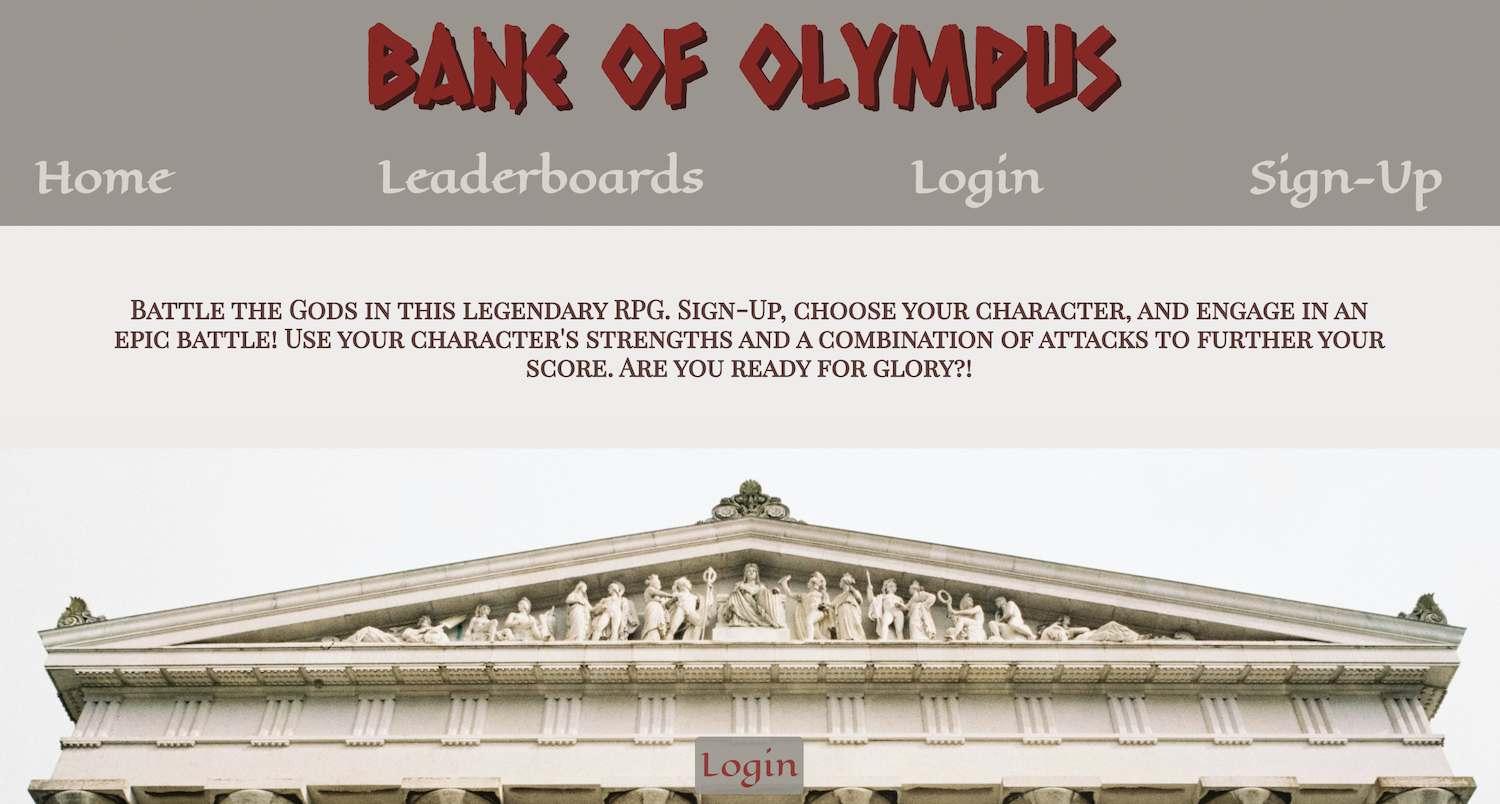 BANE OF OLYMPUS
Home Leaderboards Login Sign-Up
Battle the Gods in this legendary RPG. Sign-Up, choose your character, and engage in an
epic battle! Use your character's strengths and a combination of attacks to further your
score. Are you ready for glory?!
Login